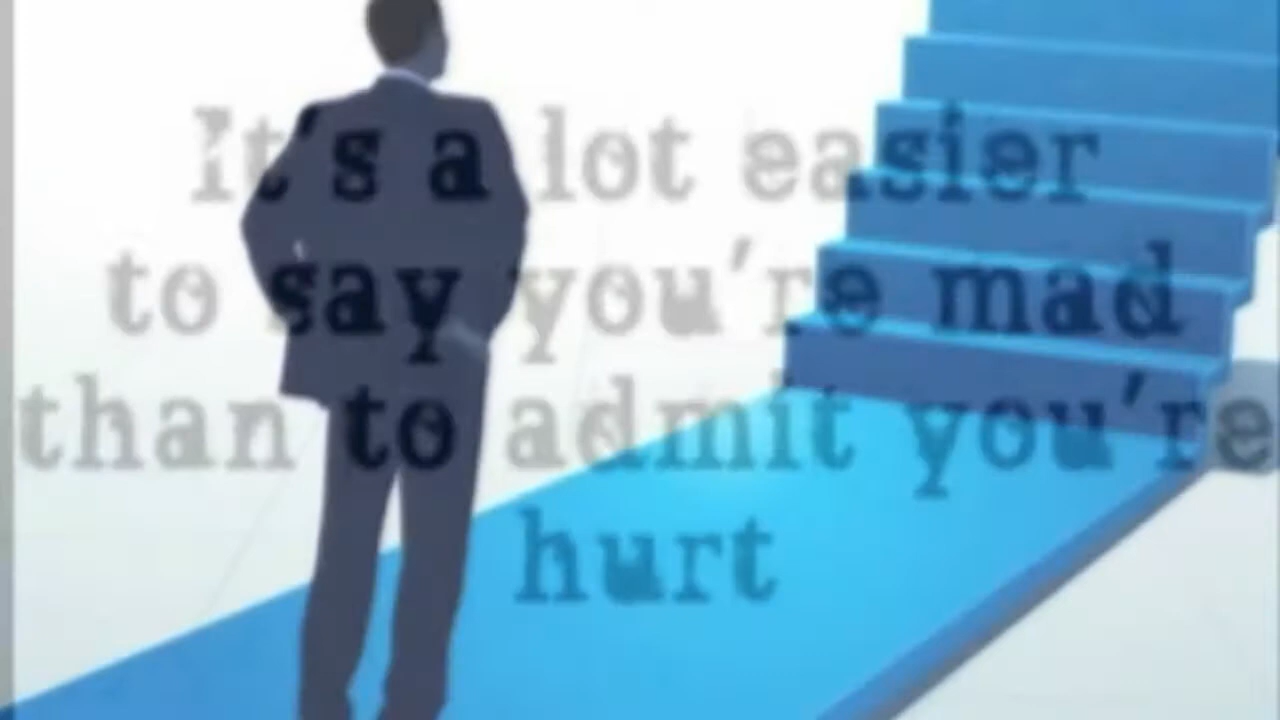 It's a lot easier
to say you're mad
than to admit you're
hurt